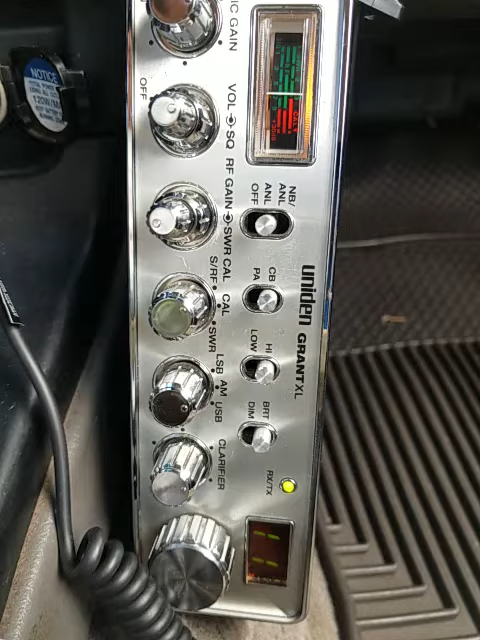 MIC GAIN
OFF
VOL SQ
RF GAIN SWR CAL
S/RF CAL SWR
LSB AM USB
CLARIFIER
NB/
ANL ANL OFF
CB PA
HI LOW
BRT DIM
RX/TX
uniden GRANT XL
11
NOTICE